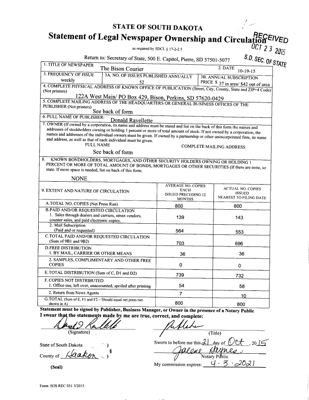 STATE OF SOUTH DAKOTA
Statement of Legal Newspaper Ownership and Circulation
RECEIVED
OCT 23 2015
S.D. SEC. OF STATE
as required by SDCL § 17-2-2.5
Return to: Secretary of State, 500 E. Capitol, Pierre, SD 57501-5077
1. TITLE OF NEWSPAPER
The Bison Courier
2. DATE
10-19-15
3. FREQUENCY OF ISSUE
weekly
3A. NO. OF ISSUES PUBLISHED ANNUALLY
52
3B. ANNUAL SUBSCRIPTION
PRICE $ 37 in area/ $42 out of area
4. COMPLETE PHYSICAL ADDRESS OF KNOWN OFFICE OF PUBLICATION (Street, City, County, State and ZIP+4 Code)
(Not printers)
122A West Main/ PO Box 429, Bison, Perkins, SD 57620-0429
5. COMPLETE MAILING ADDRESS OF THE HEADQUARTERS OR GENERAL BUSINESS OFFICES OF THE
PUBLISHER (Not printers)
See back of form
6. FULL NAME OF PUBLISHER:
Donald Ravellette
7. OWNER (If owned by a corporation, its name and address must be stated and list on the back of this form the names and
addresses of stockholders owning or holding 1 percent or more of total amount of stock. If not owned by a corporation, the
names and addresses of the individual owners must be given. If owned by a partnership or other unincorporated firm, its name
and address, as well as that of each individual must be given.
FULL NAME
COMPLETE MAILING ADDRESS
See back of form
8. KNOWN BONDHOLDERS, MORTGAGES, AND OTHER SECURITY HOLDERS OWNING OR HOLDING 1
PERCENT OR MORE OF TOTAL AMOUNT OF BONDS, MORTGAGES OR OTHER SECURITIES (If there are none, so
state. If more space is needed, list on back of this form.
NONE
9. EXTENT AND NATURE OF CIRCULATION
AVERAGE NO. COPIES
EACH
ISSUED PRECEDING 12
MONTHS
ACTUAL NO. COPIES
ISSUED
NEAREST TO FILING DATE
A. TOTAL NO. COPIES (Net Press Run)
800
800
B. PAID AND/OR REQUESTED CIRCULATION
1. Sales through dealers and carriers, street vendors,
counter sales, and paid electronic copies.
139
143
2. Mail Subscription
(Paid and or requested)
564
553
C. TOTAL PAID AND/OR REQUESTED CIRCULATION
(Sum of 9B1 and 9B2)
703
696
D. FREE DISTRIBUTION
1. BY MAIL, CARRIER OR OTHER MEANS
36
36
2. SAMPLES, COMPLIMENTARY AND OTHER FREE
COPIES
0
0
E. TOTAL DISTRIBUTION (Sum of C, D1 and D2)
739
732
F. COPIES NOT DISTRIBUTED
1. Office use, left over, unaccounted, spoiled after printing
54
58
2. Return from News Agents
7
10
G. TOTAL (Sum of E, F1 and F2 - Should equal net press run
shown in A)
800
800
Statement must be signed by Publisher, Business Manager, or Owner in the presence of a Notary Public
I swear that the statements made by me are true, correct, and complete:
(Signature)
Publisher
(Title)
State of South Dakota )
§
County of Haakon )
Sworn to before me this 21 day of Oct 2015
Notary Public
My commission expires: 4-3-2021
(Seal)
Form: SOS REC 051 3/2015